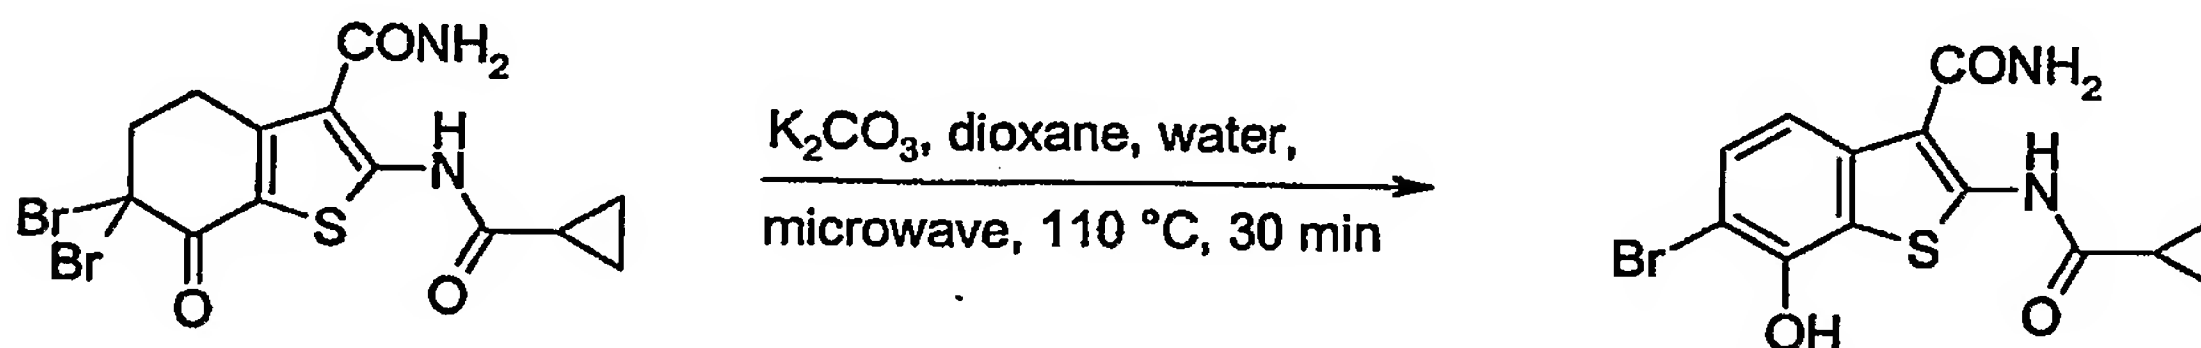 CONH₂
H
N
S
Br
Br
O
O
K₂CO₃, dioxane, water,
microwave, 110 °C, 30 min
CONH₂
H
N
S
Br
OH
O